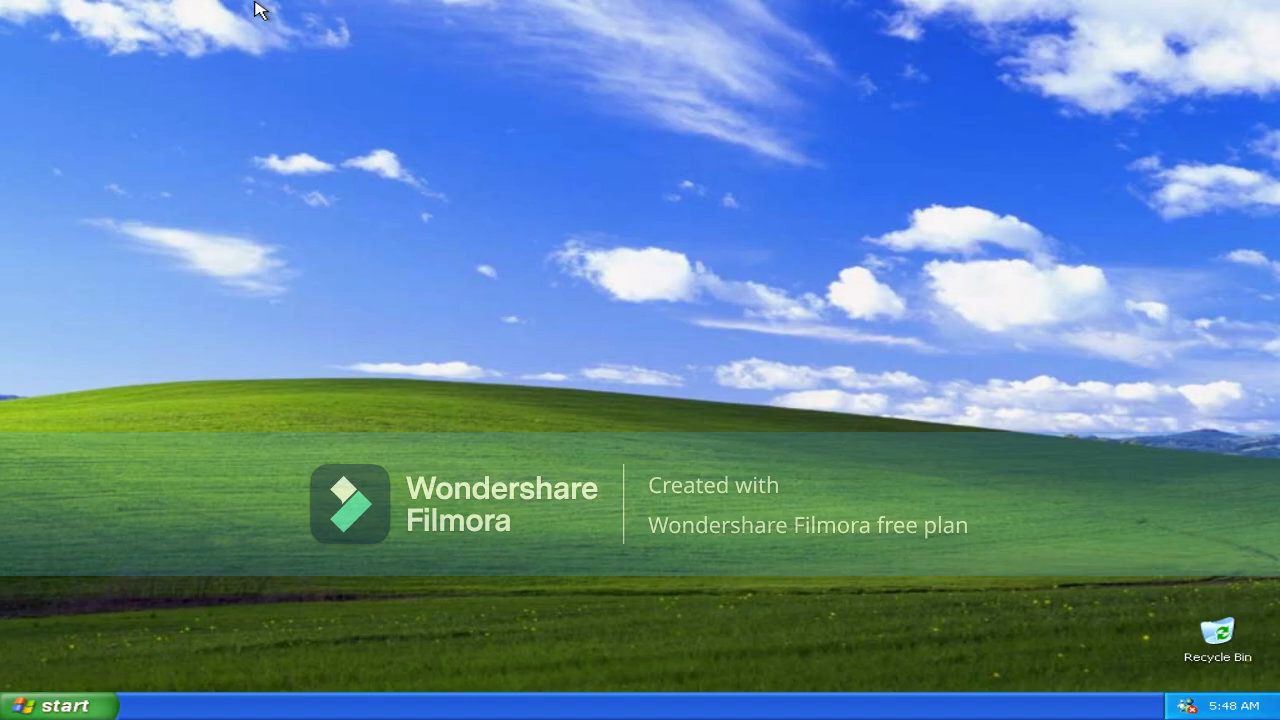 Wondershare
Filmora
Created with
Wondershare Filmora free plan
Recycle Bin
start
5:48 AM